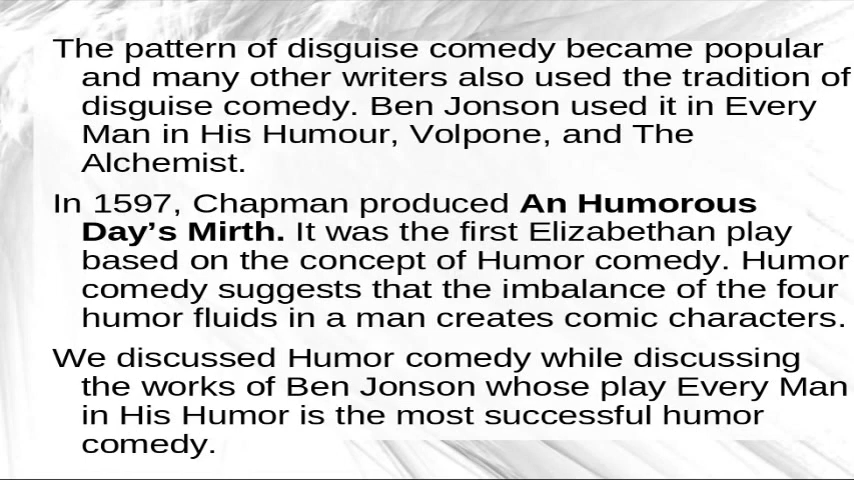 The pattern of disguise comedy became popular
and many other writers also used the tradition of
disguise comedy. Ben Jonson used it in Every
Man in His Humour, Volpone, and The
Alchemist.
In 1597, Chapman produced An Humorous
Day’s Mirth. It was the first Elizabethan play
based on the concept of Humor comedy. Humor
comedy suggests that the imbalance of the four
humor fluids in a man creates comic characters.
We discussed Humor comedy while discussing
the works of Ben Jonson whose play Every Man
in His Humor is the most successful humor
comedy.